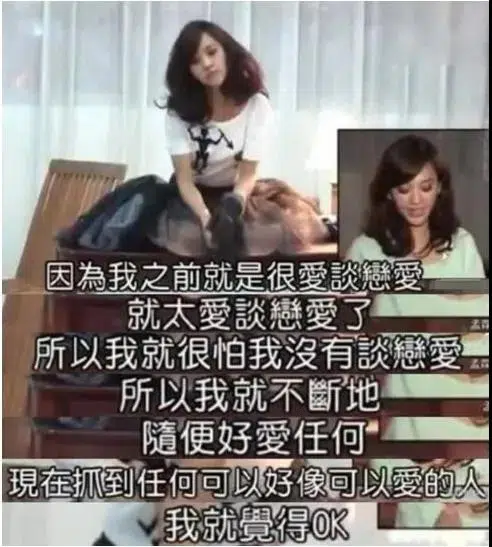 因為我之前就是很愛談戀愛
就太愛談戀愛了
所以我就很怕我沒有談戀愛
所以我就不斷地
隨便好愛任何
現在抓到任何可以好像可以愛的人
我就覺得OK